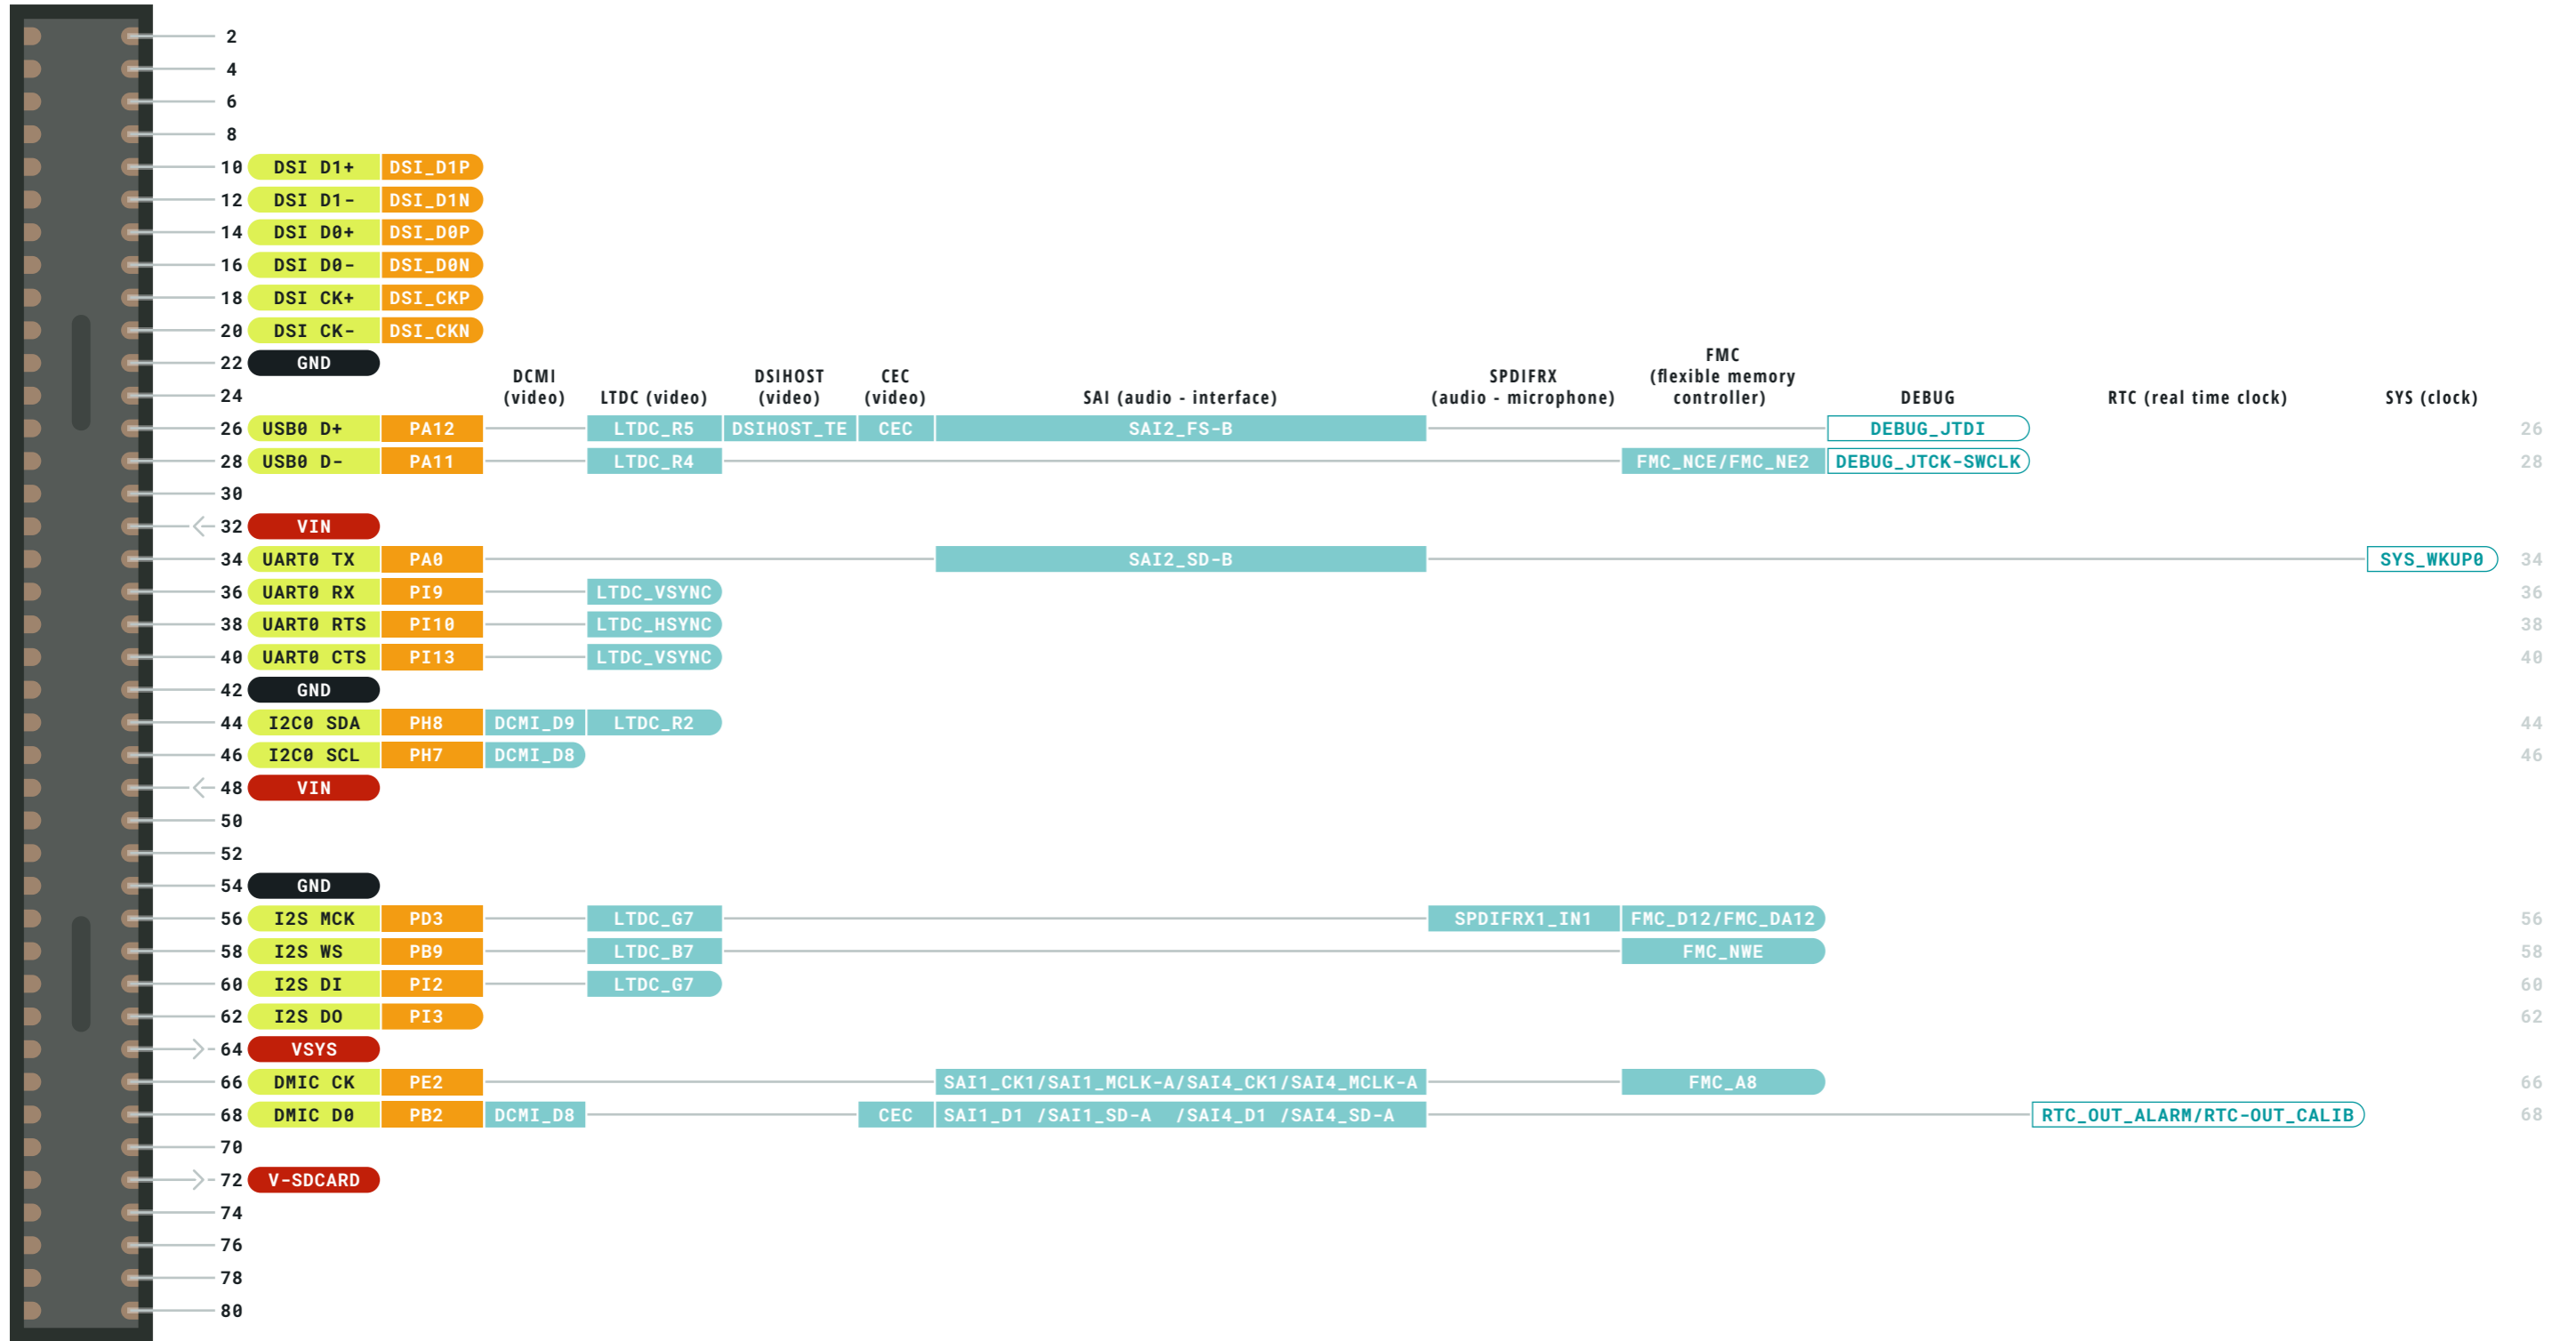 2
4
6
8
10 DSI D1+ DSI_D1P
12 DSI D1- DSI_D1N
14 DSI D0+ DSI_D0P
16 DSI D0- DSI_D0N
18 DSI CK+ DSI_CKP
20 DSI CK- DSI_CKN
22 GND
24
DCMI
(video)
LTDC (video)
DSIHOST
(video)
CEC
(video)
SAI (audio - interface)
SPDIFRX
(audio - microphone)
FMC
(flexible memory
controller)
DEBUG
RTC (real time clock)
SYS (clock)
26 USB0 D+ PA12 LTDC_R5 DSIHOST_TE CEC SAI2_FS-B DEBUG_JTDI 26
28 USB0 D- PA11 LTDC_R4 FMC_NCE/FMC_NE2 DEBUG_JTCK-SWCLK 28
30
32 VIN
34 UART0 TX PA0 SAI2_SD-B SYS_WKUP0 34
36 UART0 RX PI9 LTDC_VSYNC 36
38 UART0 RTS PI10 LTDC_HSYNC 38
40 UART0 CTS PI13 LTDC_VSYNC 40
42 GND
44 I2C0 SDA PH8 DCMI_D9 LTDC_R2 44
46 I2C0 SCL PH7 DCMI_D8 46
48 VIN
50
52
54 GND
56 I2S MCK PD3 LTDC_G7 SPDIFRX1_IN1 FMC_D12/FMC_DA12 56
58 I2S WS PB9 LTDC_B7 FMC_NWE 58
60 I2S DI PI2 LTDC_G7 60
62 I2S DO PI3 62
64 VSYS
66 DMIC CK PE2 SAI1_CK1/SAI1_MCLK-A/SAI4_CK1/SAI4_MCLK-A FMC_A8 66
68 DMIC D0 PB2 DCMI_D8 CEC SAI1_D1 /SAI1_SD-A /SAI4_D1 /SAI4_SD-A RTC_OUT_ALARM/RTC-OUT_CALIB 68
70
72 V-SDCARD
74
76
78
80